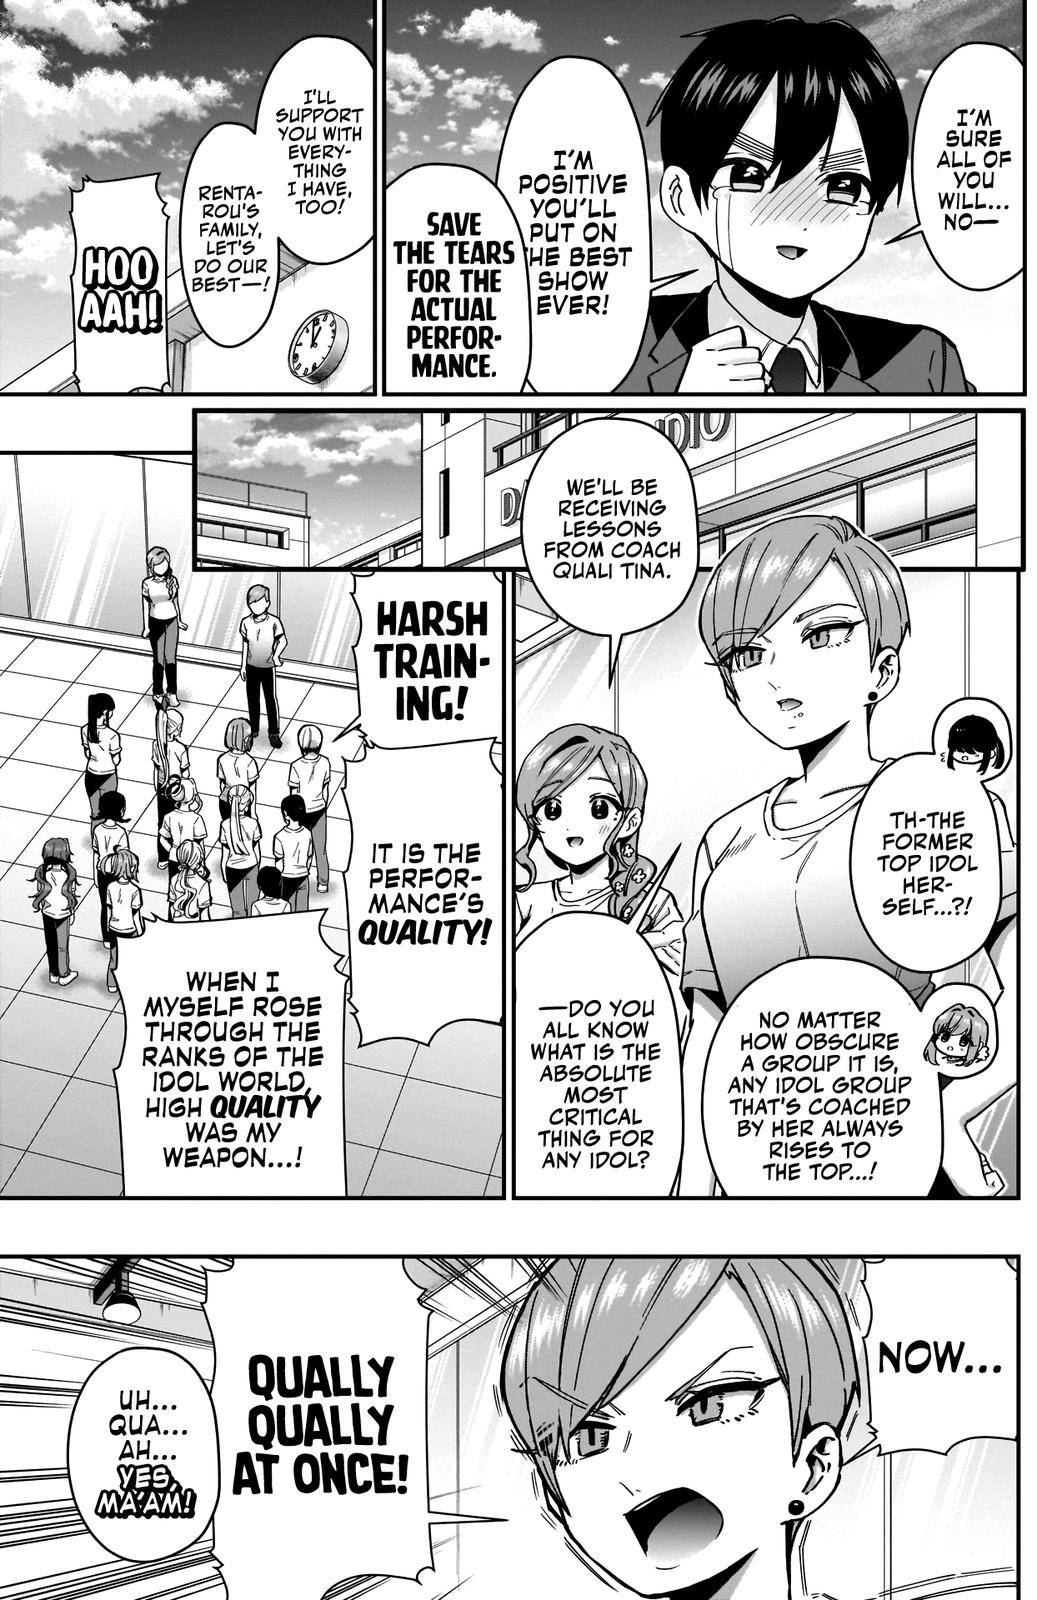 I'M
SURE
ALL OF
YOU
WILL...
NO—
I'M
POSITIVE
YOU'LL
PUT ON
THE BEST
SHOW
EVER!
SAVE
THE TEARS
FOR THE
ACTUAL
PERFOR-
MANCE.
I'LL
SUPPORT
YOU WITH
EVERY-
THING
I HAVE,
TOO!
RENTA-
ROU'S
FAMILY,
LET'S
DO OUR
BEST—!
HOO
AAH!
WE'LL BE
RECEIVING
LESSONS
FROM COACH
QUALI TINA.
TH-THE
FORMER
TOP IDOL
HER-
SELF...?!
NO MATTER
HOW OBSCURE
A GROUP IT IS,
ANY IDOL GROUP
THAT'S COACHED
BY HER ALWAYS
RISES TO
THE TOP...!
—DO YOU
ALL KNOW
WHAT IS THE
ABSOLUTE
MOST
CRITICAL
THING FOR
ANY IDOL?
HARSH
TRAIN-
ING!
IT IS THE
PERFOR-
MANCE'S
QUALITY!
WHEN I
MYSELF ROSE
THROUGH THE
RANKS OF THE
IDOL WORLD,
HIGH QUALITY
WAS MY
WEAPON...!
NOW...
QUALLY
QUALLY
AT ONCE!
UH...
QUA...
AH...
YES,
MA'AM!